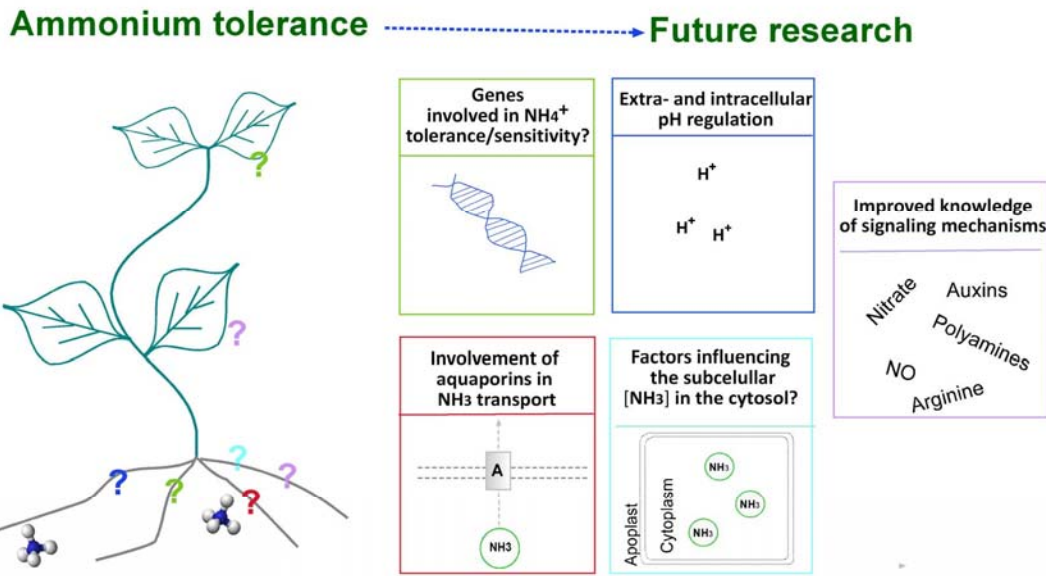 Ammonium tolerance
Future research
Genes
involved in NH4+
tolerance/sensitivity?
Extra- and intracellular
pH regulation
H+
H+ H+
Improved knowledge
of signaling mechanisms
Nitrate
Auxins
Polyamines
NO
Arginine
Involvement of
aquaporins in
NH3 transport
A
NH3
Factors influencing
the subcelullar
[NH3] in the cytosol?
Apoplast
Cytoplasm
NH3
NH3
NH3
?
?
?
?
?
?
?